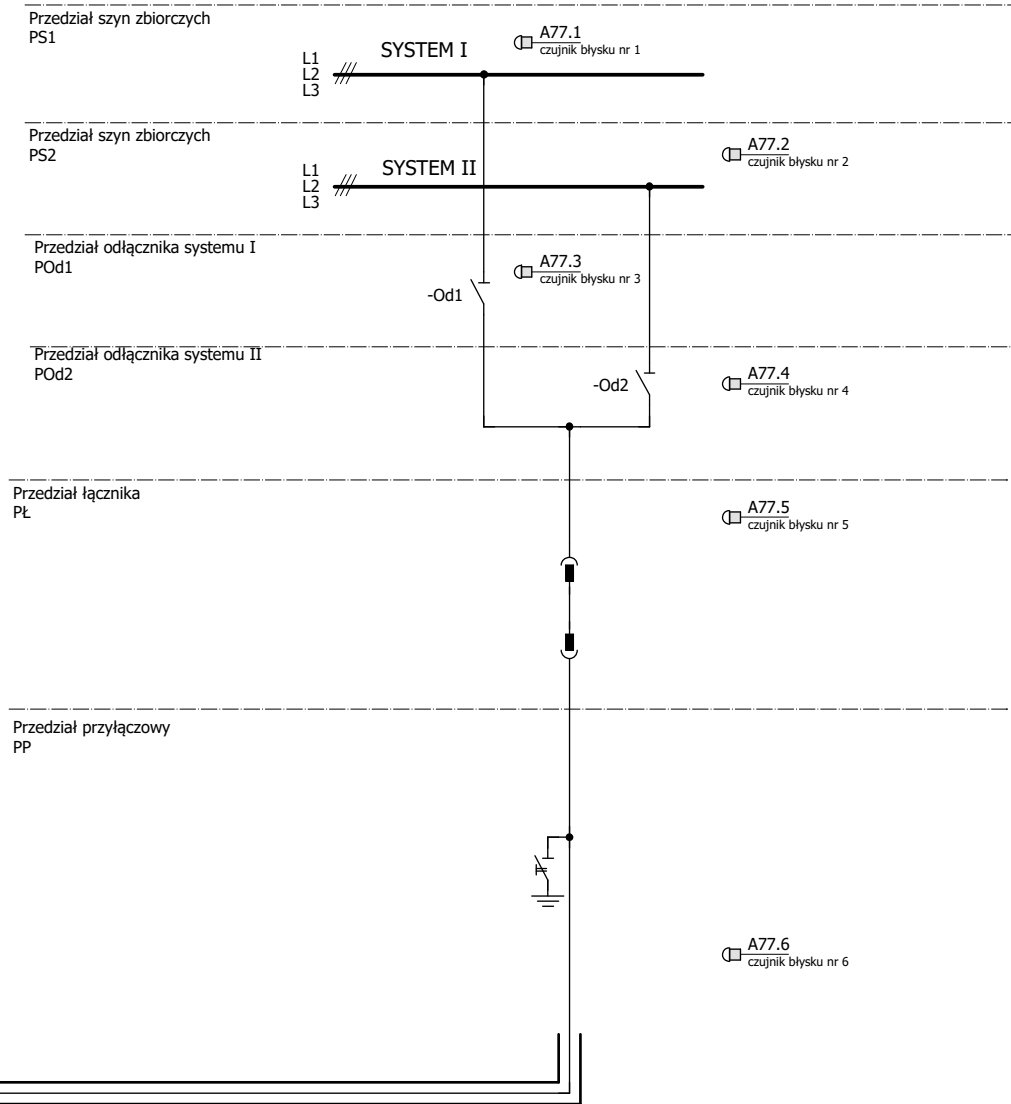 Przedział szyn zbiorczych
PS1
A77.1
czujnik błysku nr 1
SYSTEM I
L1
L2
L3
Przedział szyn zbiorczych
PS2
A77.2
czujnik błysku nr 2
SYSTEM II
L1
L2
L3
Przedział odłącznika systemu I
POd1
A77.3
czujnik błysku nr 3
-Od1
Przedział odłącznika systemu II
POd2
A77.4
czujnik błysku nr 4
-Od2
Przedział łącznika
PŁ
A77.5
czujnik błysku nr 5
Przedział przyłączowy
PP
A77.6
czujnik błysku nr 6